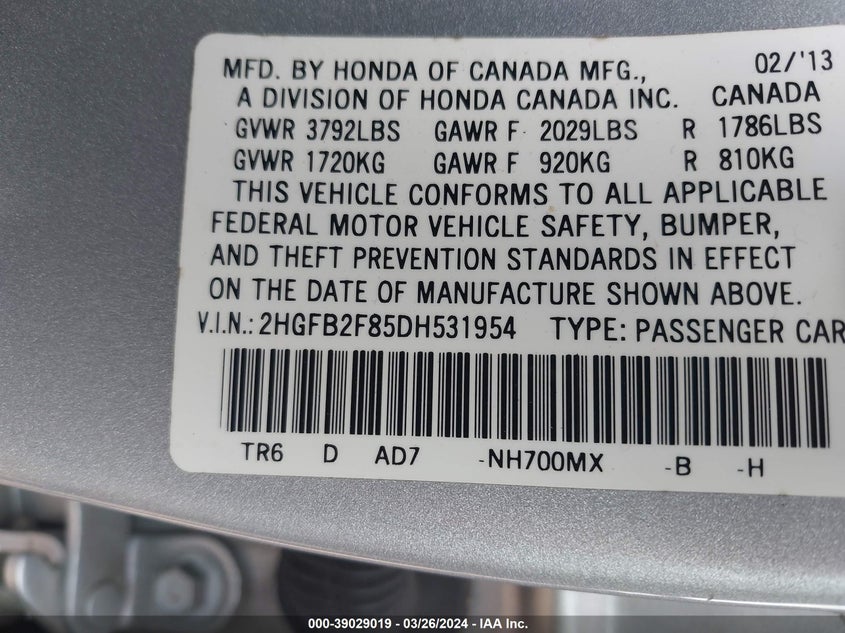 MFD. BY HONDA OF CANADA MFG., 02/'13
A DIVISION OF HONDA CANADA INC. CANADA
GVWR 3792LBS GAWR F 2029LBS R 1786LBS
GVWR 1720KG GAWR F 920KG R 810KG
THIS VEHICLE CONFORMS TO ALL APPLICABLE
FEDERAL MOTOR VEHICLE SAFETY, BUMPER,
AND THEFT PREVENTION STANDARDS IN EFFECT
ON THE DATE OF MANUFACTURE SHOWN ABOVE.
V.I.N.: 2HGFB2F85DH531954 TYPE: PASSENGER CAR
TR6 D AD7 -NH700MX -B -H
000-39029019 | 03/26/2024 - IAA Inc.